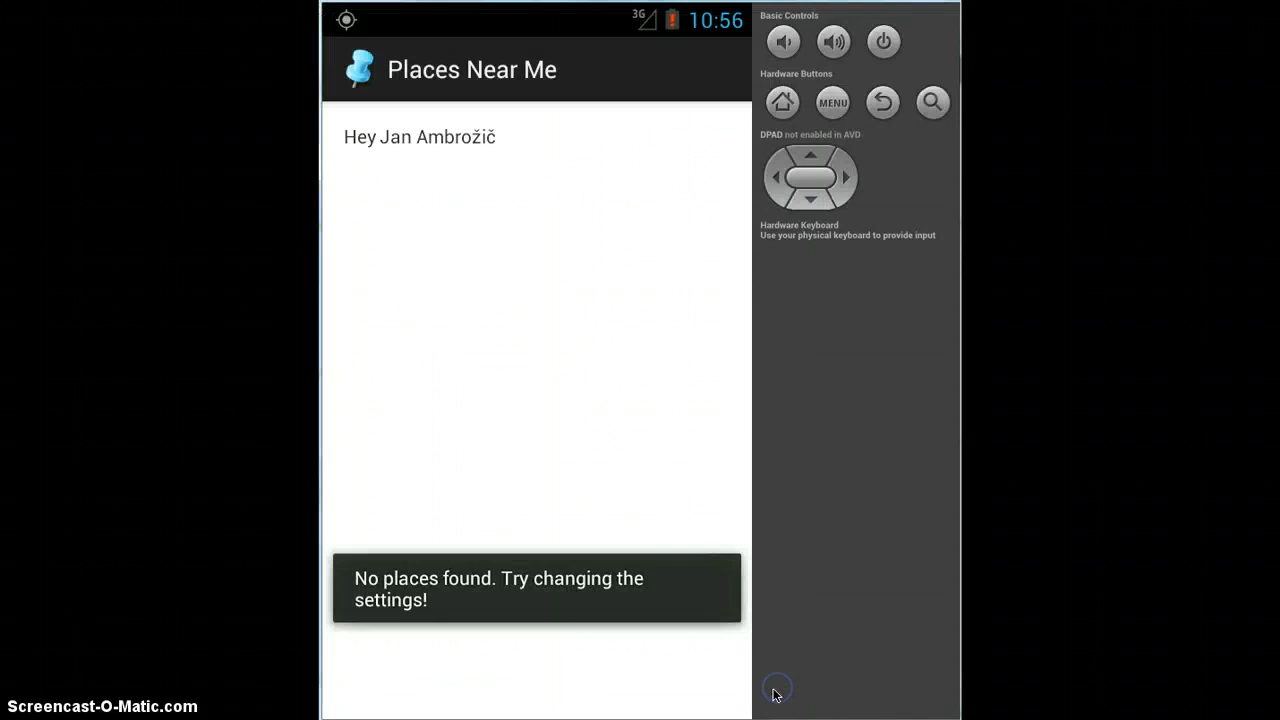 3G 10:56
Places Near Me
Hey Jan Ambrožič
No places found. Try changing the
settings!
Basic Controls
Hardware Buttons
MENU
DPAD not enabled in AVD
Hardware Keyboard
Use your physical keyboard to provide input
Screencast-O-Matic.com